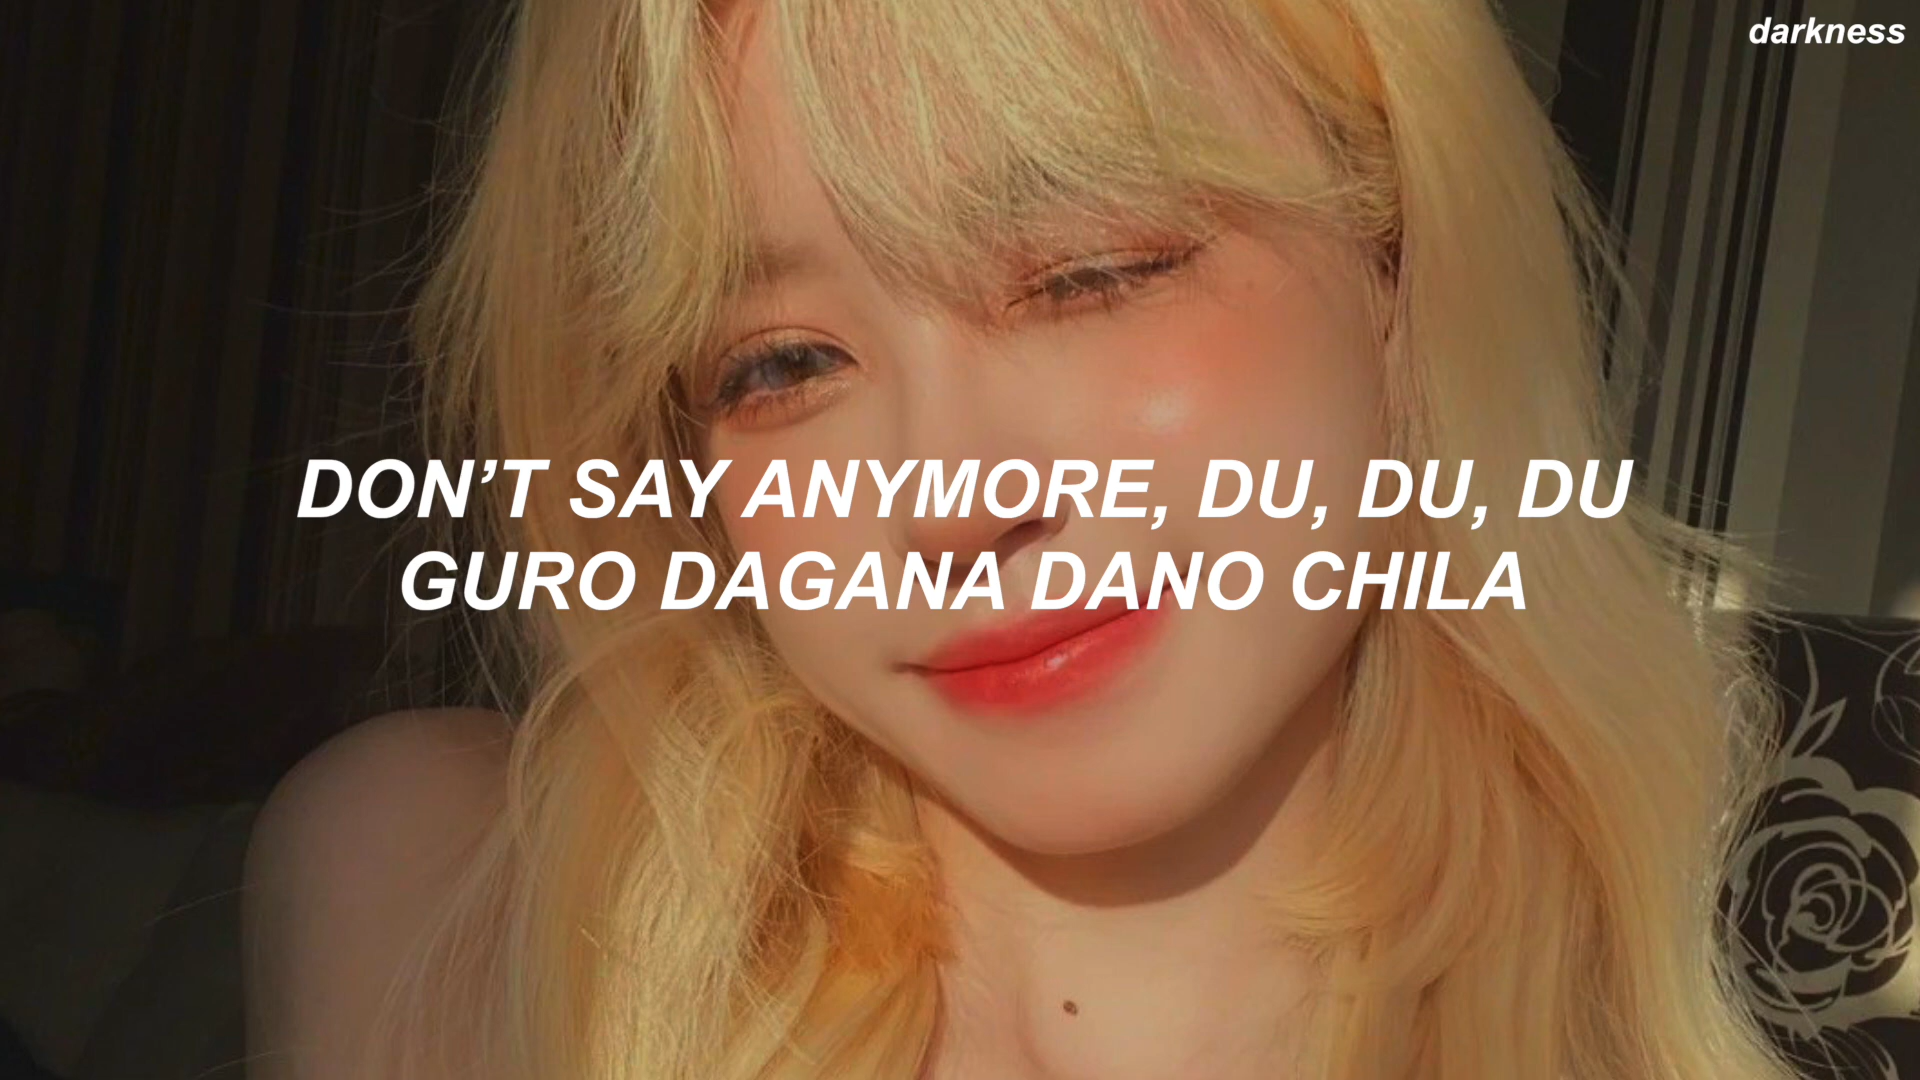 darkness
DON’T SAY ANYMORE, DU, DU, DU
GURO DAGANA DANO CHILA